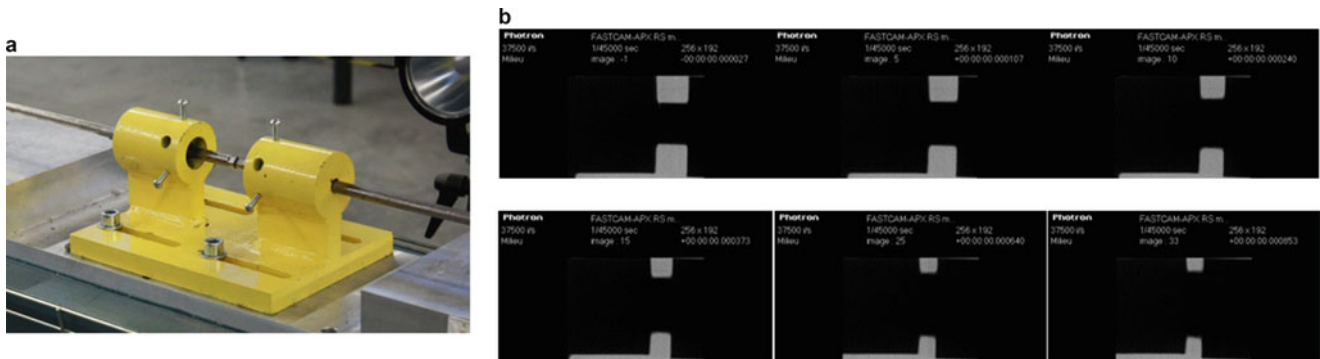 a
b
Photron
FASTCAM-APX RS m...
37500 i/s
1/45000 sec
256 x 192
Milieu
image : -1
-00:00:00.000027
Photron
FASTCAM-APX RS m...
37500 i/s
1/45000 sec
256 x 192
Milieu
image : 5
+00:00:00.000107
Photron
FASTCAM-APX RS m...
37500 i/s
1/45000 sec
256 x 192
Milieu
image : 10
+00:00:00.000240
Photron
FASTCAM-APX RS m...
37500 i/s
1/45000 sec
256 x 192
Milieu
image : 15
+00:00:00.000373
Photron
FASTCAM-APX RS m...
37500 i/s
1/45000 sec
256 x 192
Milieu
image : 25
+00:00:00.000640
Photron
FASTCAM-APX RS m...
37500 i/s
1/45000 sec
256 x 192
Milieu
image : 33
+00:00:00.000853